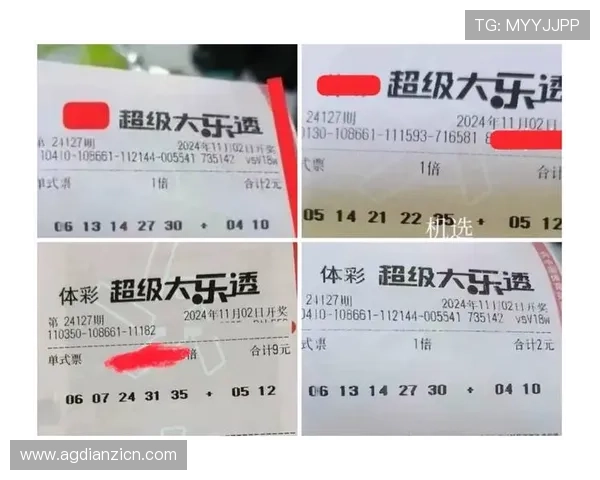 TG: MYYJJPP
超级大乐透
第 24127期
2024年11月02日开奖
10410-108661-112144-005541 735142 vsV18w
单式票 1倍 合计2元
06 13 14 27 30 + 04 10
超级大乐透
24127期
2024年11月02日
0130-108661-111593-716581
1倍 合计
05 14 21 22 35 + 05 12
机选
体彩 超级大乐透
第 24127期
2024年11月02日开奖
110350-108661-11182
单式票 倍 合计9元
06 07 24 31 35 + 05 12
体彩 超级大乐透
第 24127期
2024年11月02日开奖
0410-108661-112144-005541 735142 vsV18w
式票 1倍 合计2元
06 13 14 27 30 + 04 10
www.agdianzicn.com